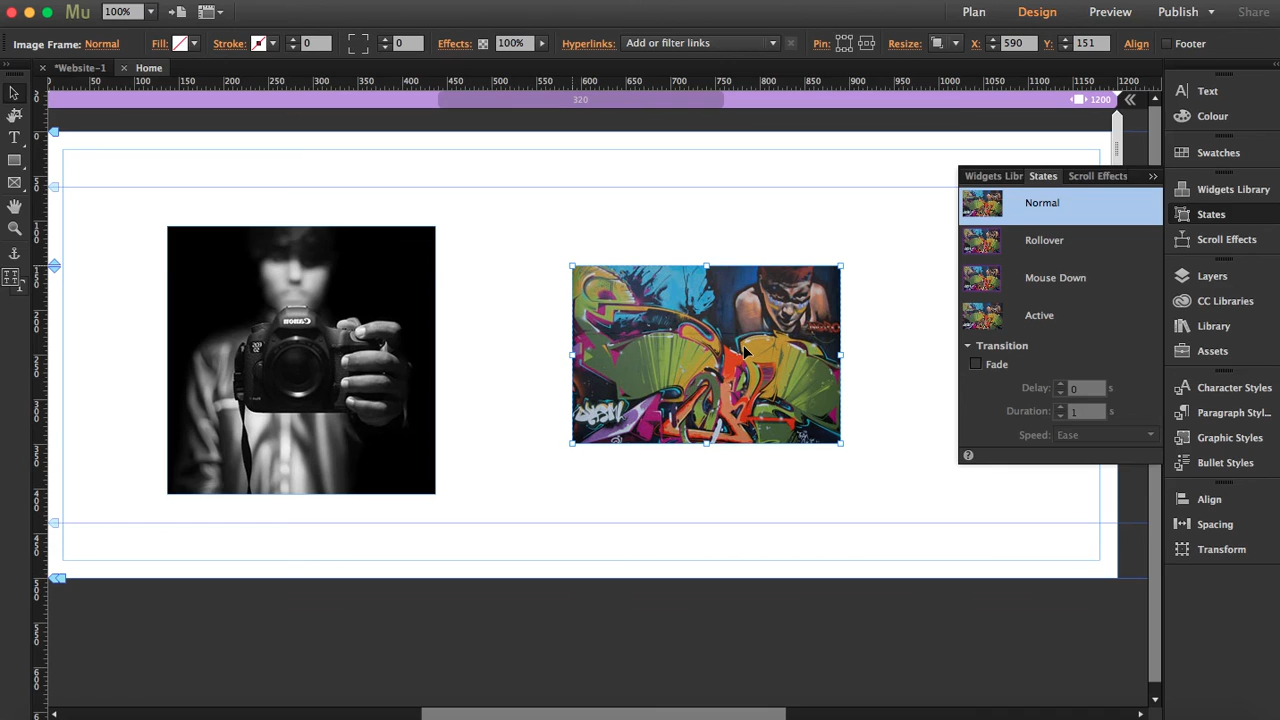 Mu 100% Plan Design Preview Publish Share
Image Frame: Normal Fill: Stroke: 0 0 Effects: 100% Hyperlinks: Add or filter links Pin: Resize: X: 590 Y: 151 Align Footer
*Website-1 Home
0 50 100 150 200 250 300 350 400 450 500 550 600 650 700 750 800 850 900 950 1000 1050 1100 1150 1200
320 1200
Text
Colour
Swatches
Widgets Library
States
Scroll Effects
Layers
CC Libraries
Library
Assets
Character Styles
Paragraph Styl...
Graphic Styles
Bullet Styles
Align
Spacing
Transform
Widgets Libr States Scroll Effects
Normal
Rollover
Mouse Down
Active
Transition
Fade
Delay: 0 s
Duration: 1 s
Speed: Ease
Canon